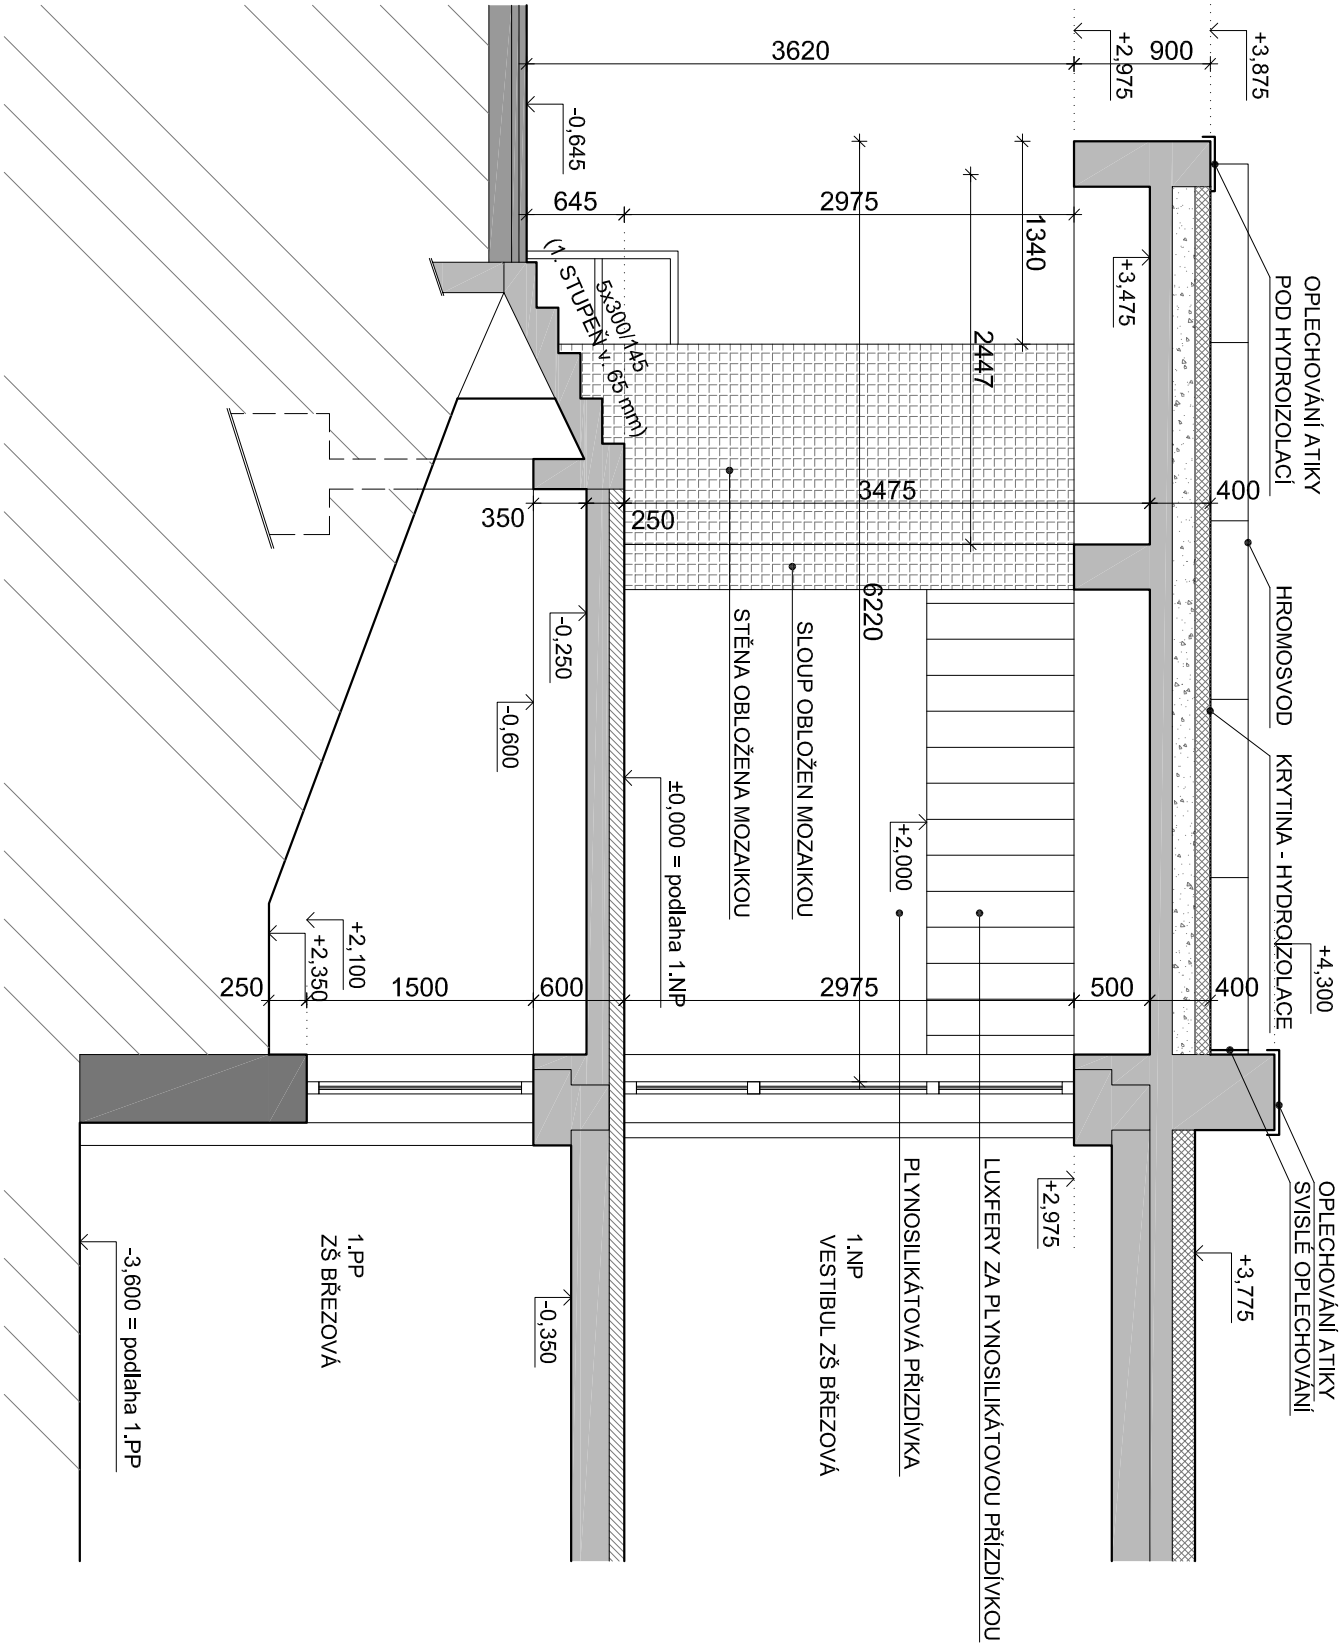 +3,875
+2,975
900
3620
-0,645
645
2975
1340
2447
+3,475
OPLECHOVÁNÍ ATIKY
POD HYDROIZOLACÍ
5x300/145
(1. STUPEŇ v. 65 mm)
350
250
3475
400
6220
HROMOSVOD
KRYTINA - HYDROIZOLACE
STĚNA OBLOŽENA MOZAIKOU
SLOUP OBLOŽEN MOZAIKOU
-0,250
-0,600
±0,000 = podlaha 1.NP
+2,000
+4,300
+2,100
+2,350
250
1500
600
2975
500
400
PLYNOSILIKÁTOVÁ PŘIZDÍVKA
LUXFERY ZA PLYNOSILIKÁTOVOU PŘÍZDÍVKOU
+2,975
OPLECHOVÁNÍ ATIKY
SVISLÉ OPLECHOVÁNÍ
+3,775
1.NP
VESTIBUL ZŠ BŘEZOVÁ
1.PP
ZŠ BŘEZOVÁ
-0,350
-3,600 = podlaha 1.PP